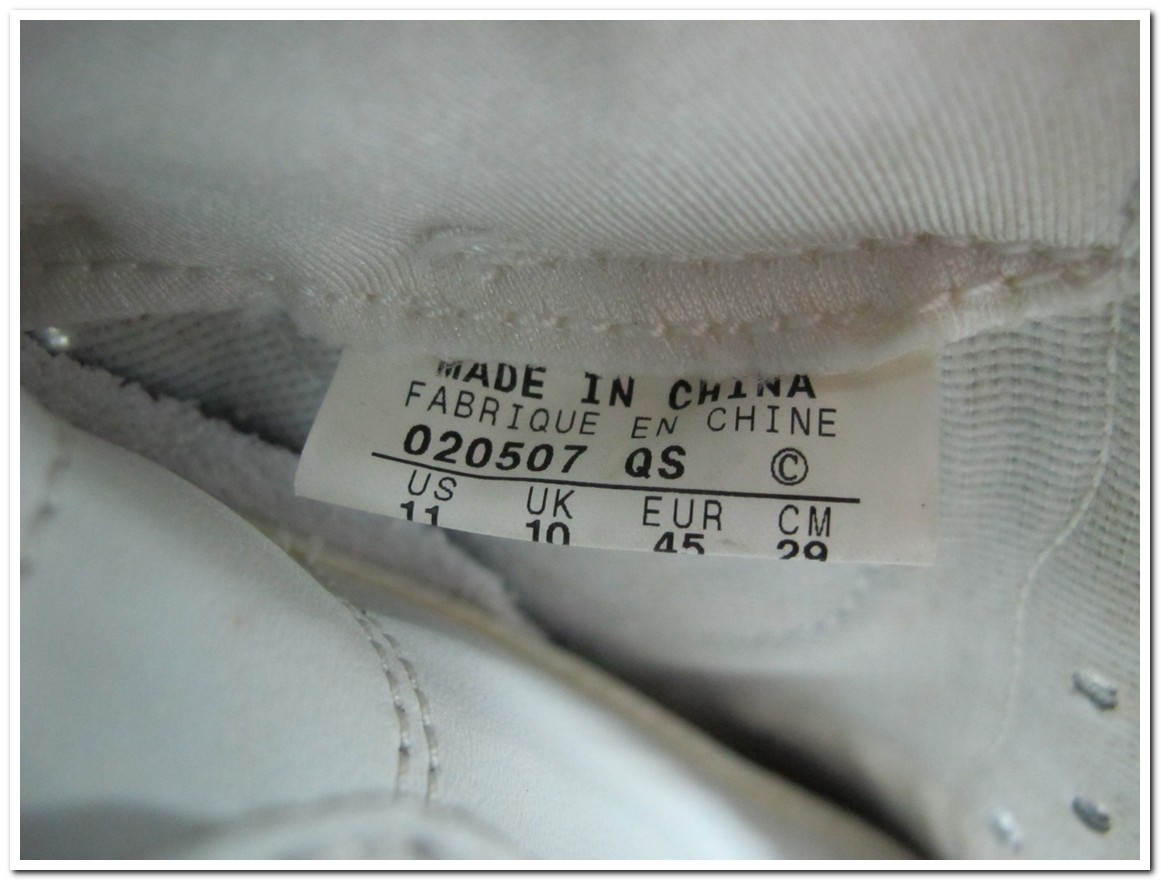 MADE IN CHINA
FABRIQUE EN CHINE
020507 QS ©
US UK EUR CM
11 10 45 29